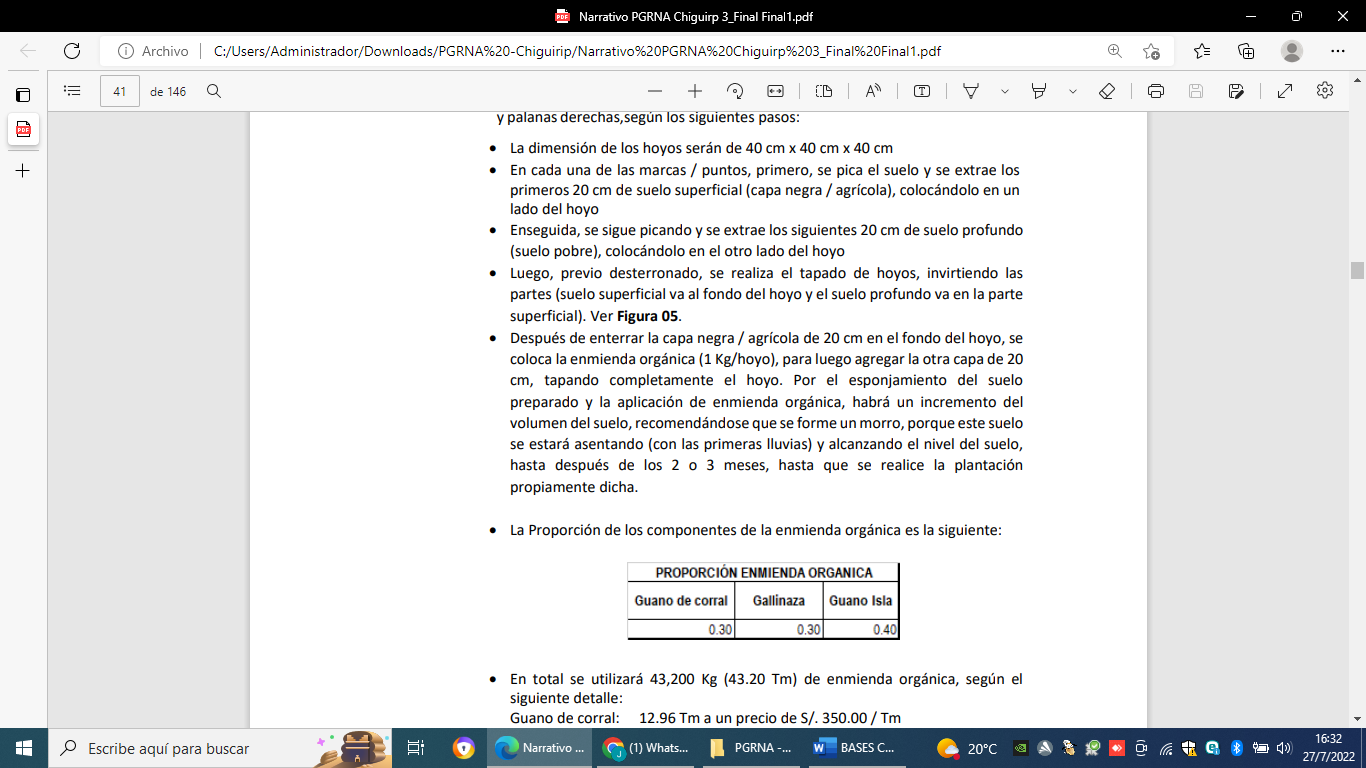 Narrativo PGRNA Chiguirp 3_Final Final1.pdf
Archivo
C:/Users/Administrador/Downloads/PGRNA%20-Chiguirip/Narrativo%20PGRNA%20Chiguirp%203_Final%20Final1.pdf
41 de 146
y palanas derechas,según los siguientes pasos:
• La dimensión de los hoyos serán de 40 cm x 40 cm x 40 cm
• En cada una de las marcas / puntos, primero, se pica el suelo y se extrae los
primeros 20 cm de suelo superficial (capa negra / agrícola), colocándolo en un
lado del hoyo
• Enseguida, se sigue picando y se extrae los siguientes 20 cm de suelo profundo
(suelo pobre), colocándolo en el otro lado del hoyo
• Luego, previo desterronado, se realiza el tapado de hoyos, invirtiendo las
partes (suelo superficial va al fondo del hoyo y el suelo profundo va en la parte
superficial). Ver Figura 05.
• Después de enterrar la capa negra / agrícola de 20 cm en el fondo del hoyo, se
coloca la enmienda orgánica (1 Kg/hoyo), para luego agregar la otra capa de 20
cm, tapando completamente el hoyo. Por el esponjamiento del suelo
preparado y la aplicación de enmienda orgánica, habrá un incremento del
volumen del suelo, recomendándose que se forme un morro, porque este suelo
se estará asentando (con las primeras lluvias) y alcanzando el nivel del suelo,
hasta después de los 2 o 3 meses, hasta que se realice la plantación
propiamente dicha.
• La Proporción de los componentes de la enmienda orgánica es la siguiente:
PROPORCIÓN ENMIENDA ORGANICA
Guano de corral Gallinaza Guano Isla
0.30 0.30 0.40
• En total se utilizará 43,200 Kg (43.20 Tm) de enmienda orgánica, según el
siguiente detalle:
Guano de corral: 12.96 Tm a un precio de S/. 350.00 / Tm
Escribe aquí para buscar
Narrativo ...
(1) Whats...
PGRNA -...
BASES C...
20°C
16:32
27/7/2022